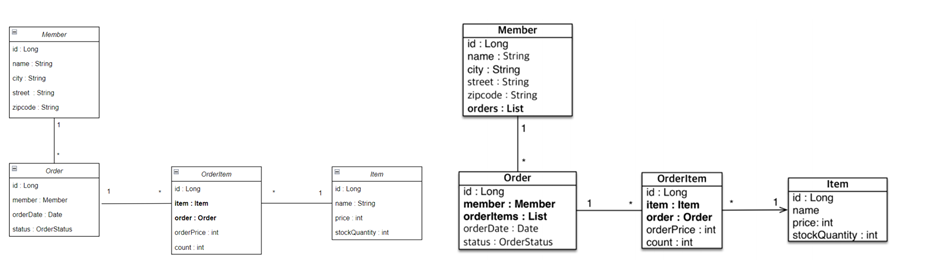 Member
id : Long
name : String
city : String
street : String
zipcode : String
1
*
Order
id : Long
member : Member
orderDate : Date
status : OrderStatus
1
*
OrderItem
id : Long
item : Item
order : Order
orderPrice : int
count : int
*
1
Item
id : Long
name : String
price : int
stockQuantity : int
Member
id : Long
name : String
city : String
street : String
zipcode : String
orders : List
1
*
Order
id : Long
member : Member
orderItems : List
orderDate : Date
status : OrderStatus
1
*
OrderItem
id : Long
item : Item
order : Order
orderPrice : int
count : int
*
1
Item
id : Long
name
price: int
stockQuantity : int